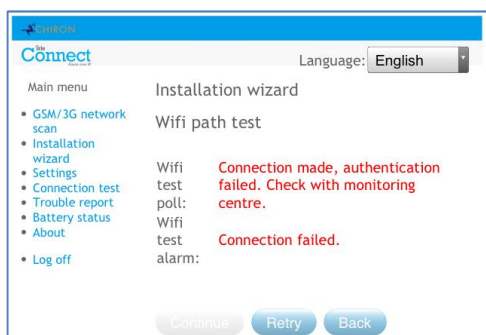 CHIRON
Connect
Language: English
Main menu
GSM/3G network
scan
Installation
wizard
Settings
Connection test
Trouble report
Battery status
About
Log off
Installation wizard
Wifi path test
Wifi
test
poll:
Connection made, authentication
failed. Check with monitoring
centre.
Wifi
test
alarm:
Connection failed.
Continue
Retry
Back